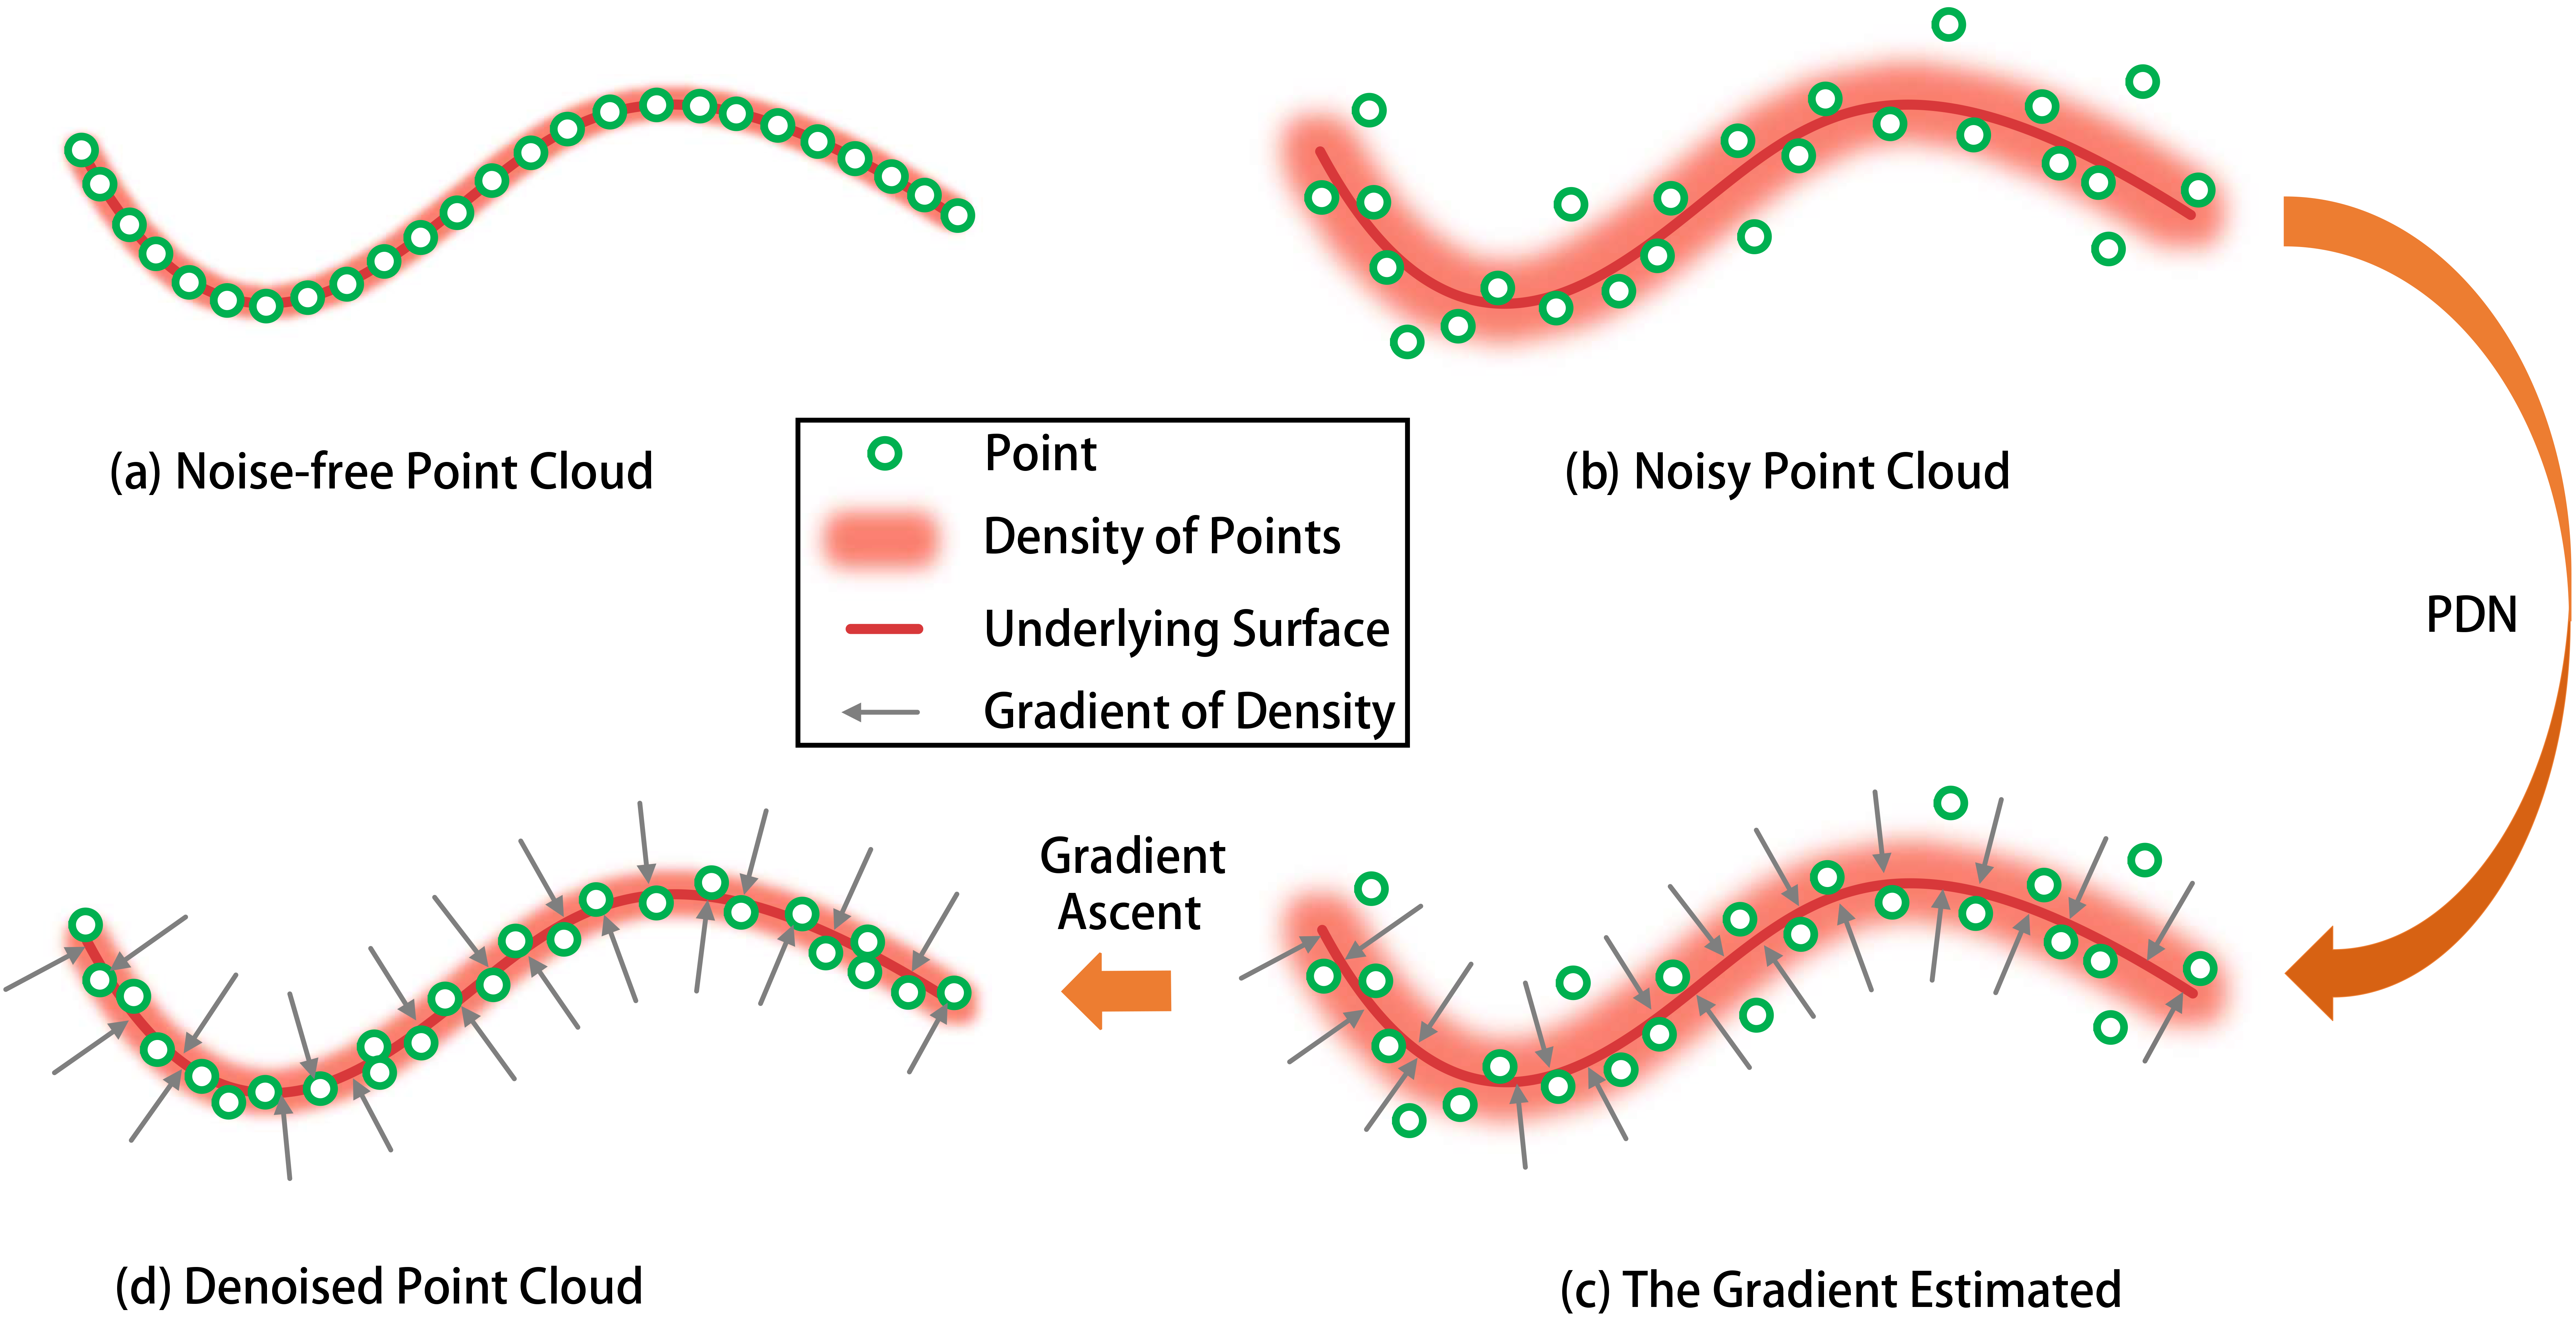 (a) Noise-free Point Cloud
(b) Noisy Point Cloud
Point
Density of Points
Underlying Surface
Gradient of Density
PDN
Gradient
Ascent
(d) Denoised Point Cloud
(c) The Gradient Estimated